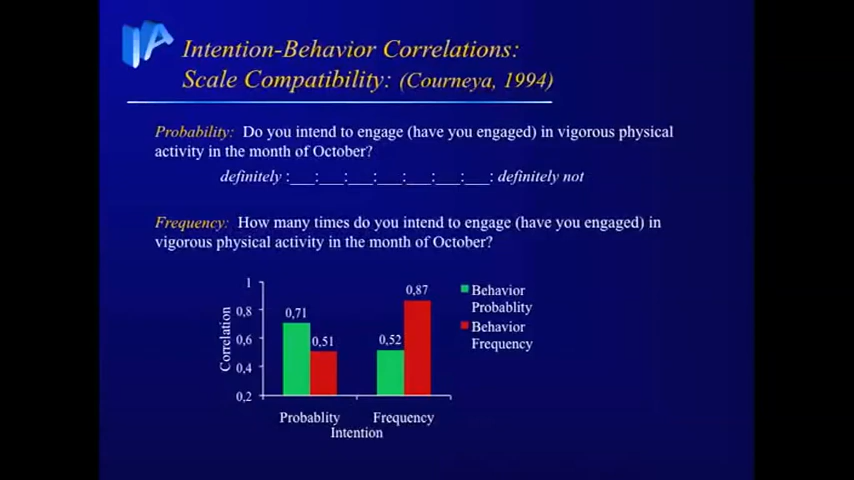 Intention-Behavior Correlations:
Scale Compatibility: (Courneya, 1994)
Probability: Do you intend to engage (have you engaged) in vigorous physical
activity in the month of October?
definitely :___:___:___:___:___:___:___: definitely not
Frequency: How many times do you intend to engage (have you engaged) in
vigorous physical activity in the month of October?
1
0,8
0,6
0,4
0,2
Correlation
0,71
0,51
0,52
0,87
Probablity
Frequency
Intention
Behavior
Probablity
Behavior
Frequency